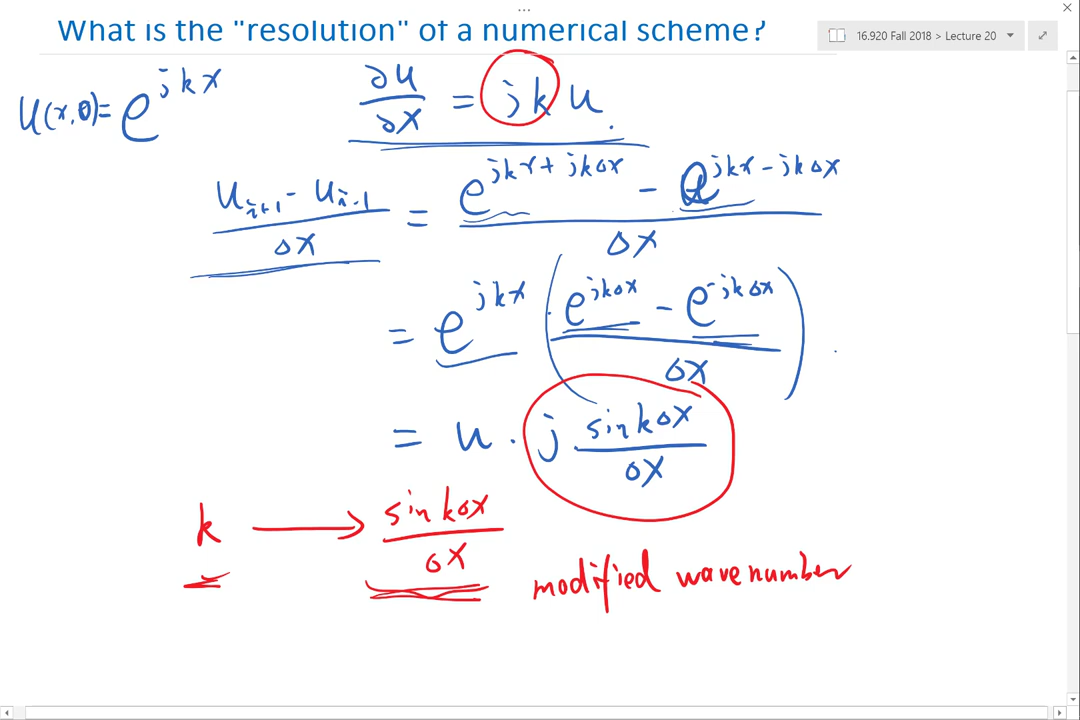 What is the "resolution" of a numerical scheme?
16.920 Fall 2018 > Lecture 20
u(x,0) = e^{jkx}    ∂u/∂x = jk u.
(u_{i+1} - u_{i-1})/Δx = (e^{jkx + jkΔx} - e^{jkx - jkΔx})/Δx
= e^{jkx} ((e^{jkΔx} - e^{-jkΔx})/Δx)
= u · j (sin kΔx)/Δx
k → (sin kΔx)/Δx
modified wavenumber